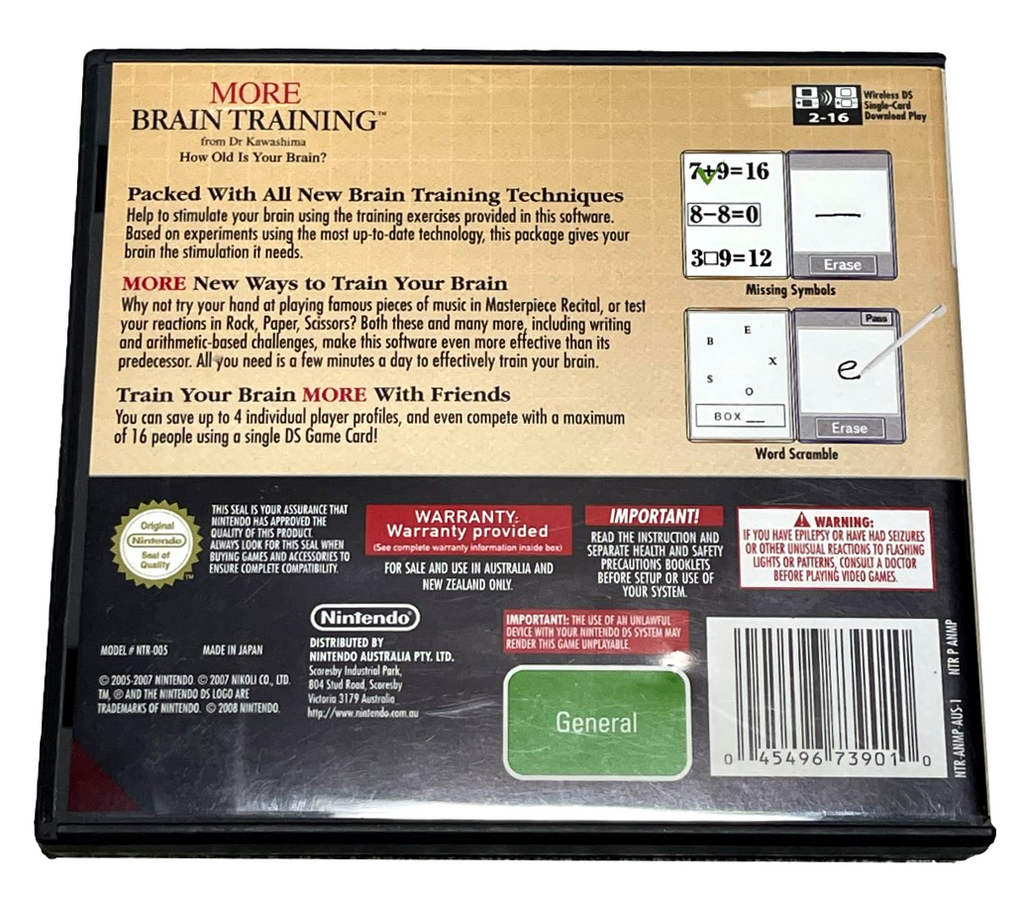 MORE
BRAIN TRAINING™
from Dr Kawashima
How Old Is Your Brain?
Packed With All New Brain Training Techniques
Help to stimulate your brain using the training exercises provided in this software.
Based on experiments using the most up-to-date technology, this package gives your
brain the stimulation it needs.
MORE New Ways to Train Your Brain
Why not try your hand at playing famous pieces of music in Masterpiece Recital, or test
your reactions in Rock, Paper, Scissors? Both these and many more, including writing
and arithmetic-based challenges, make this software even more effective than its
predecessor. All you need is a few minutes a day to effectively train your brain.
Train Your Brain MORE With Friends
You can save up to 4 individual player profiles, and even compete with a maximum
of 16 people using a single DS Game Card!
2-16
Wireless DS
Single-Card
Download Play
7+9=16
8-8=0
3□9=12
Erase
Missing Symbols
E
B
X
S
O
BOX
Pass
e
Erase
Word Scramble
Original
Nintendo
Seal of
Quality
TM
THIS SEAL IS YOUR ASSURANCE THAT
NINTENDO HAS APPROVED THE
QUALITY OF THIS PRODUCT.
ALWAYS LOOK FOR THIS SEAL WHEN
BUYING GAMES AND ACCESSORIES TO
ENSURE COMPLETE COMPATIBILITY.
WARRANTY:
Warranty provided
(See complete warranty information inside box)
FOR SALE AND USE IN AUSTRALIA AND
NEW ZEALAND ONLY.
IMPORTANT!
READ THE INSTRUCTION AND
SEPARATE HEALTH AND SAFETY
PRECAUTIONS BOOKLETS
BEFORE SETUP OR USE OF
YOUR SYSTEM.
WARNING:
IF YOU HAVE EPILEPSY OR HAVE HAD SEIZURES
OR OTHER UNUSUAL REACTIONS TO FLASHING
LIGHTS OR PATTERNS, CONSULT A DOCTOR
BEFORE PLAYING VIDEO GAMES.
MODEL # NTR-005 MADE IN JAPAN
© 2005-2007 NINTENDO. © 2007 NIKOLI CO., LTD.
TM, ® AND THE NINTENDO DS LOGO ARE
TRADEMARKS OF NINTENDO. © 2008 NINTENDO.
Nintendo®
DISTRIBUTED BY
NINTENDO AUSTRALIA PTY. LTD.
Scoresby Industrial Park,
804 Stud Road, Scoresby
Victoria 3179 Australia
http://www.nintendo.com.au
IMPORTANT: THE USE OF AN UNLAWFUL
DEVICE WITH YOUR NINTENDO DS SYSTEM MAY
RENDER THIS GAME UNPLAYABLE.
General
0 45496 73901 0
NTR-ANMP-AUS-1 NTR P ANMP